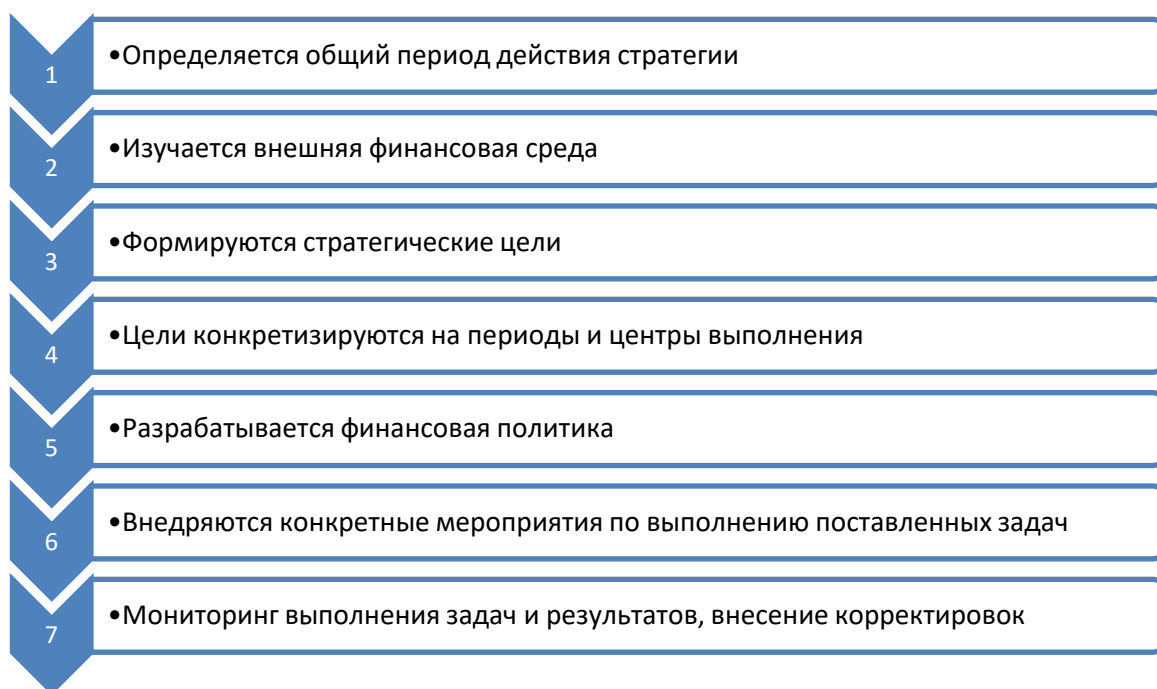 1
•Определяется общий период действия стратегии
2
•Изучается внешняя финансовая среда
3
•Формируются стратегические цели
4
•Цели конкретизируются на периоды и центры выполнения
5
•Разрабатывается финансовая политика
6
•Внедряются конкретные мероприятия по выполнению поставленных задач
7
•Мониторинг выполнения задач и результатов, внесение корректировок